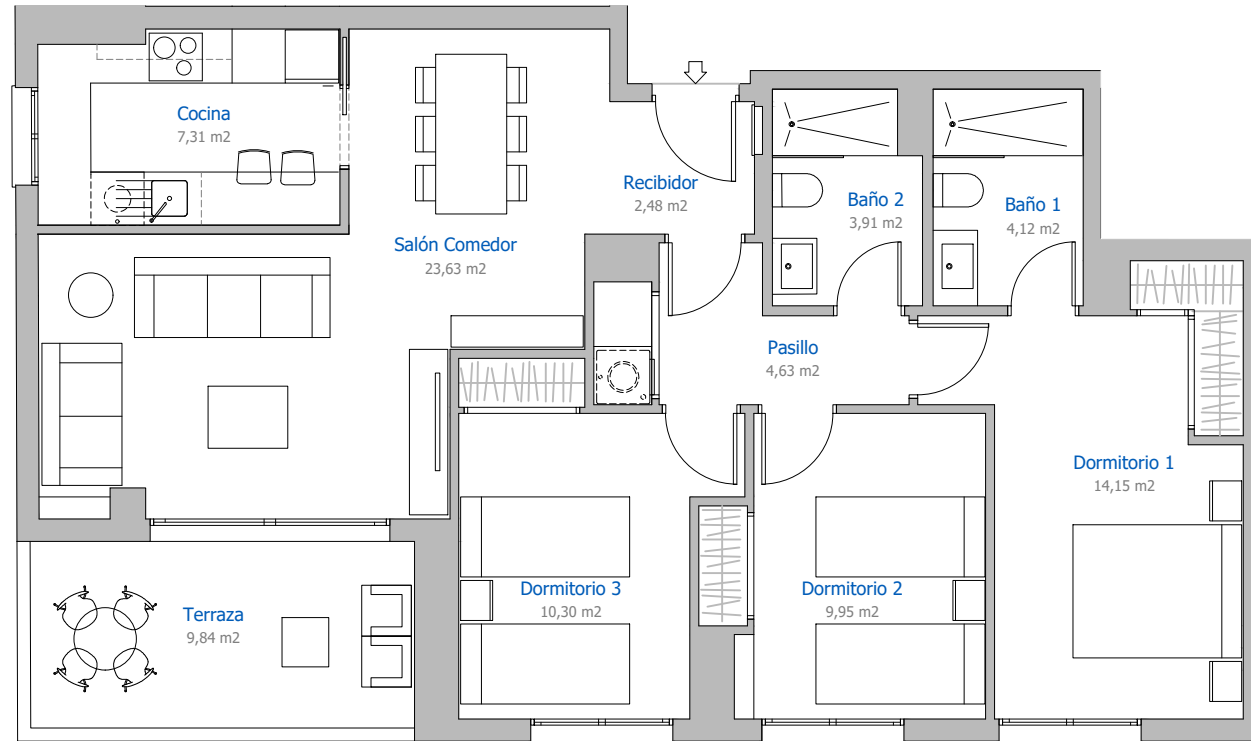 Cocina
7,31 m2
Recibidor
2,48 m2
Baño 2
3,91 m2
Baño 1
4,12 m2
Salón Comedor
23,63 m2
Pasillo
4,63 m2
Dormitorio 1
14,15 m2
Dormitorio 3
10,30 m2
Dormitorio 2
9,95 m2
Terraza
9,84 m2